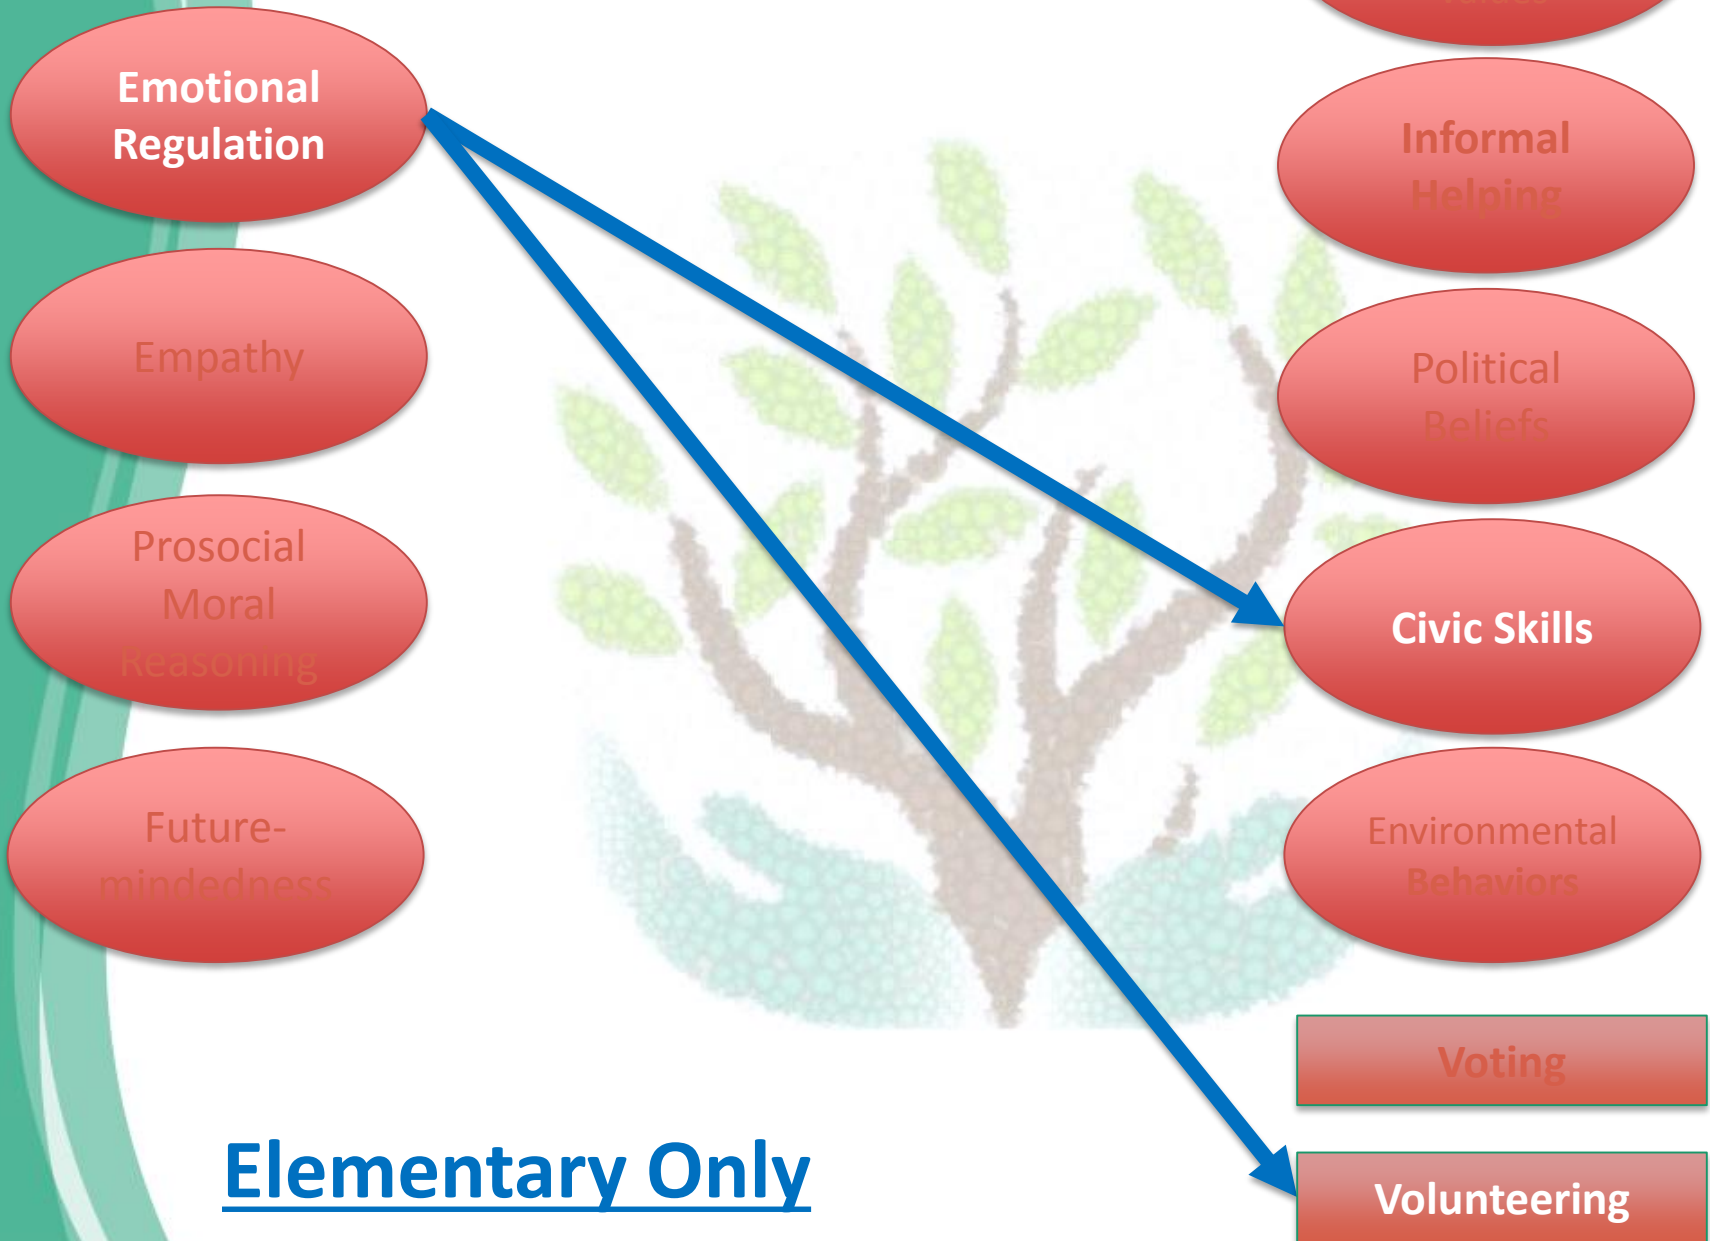 Emotional
Regulation
Empathy
Prosocial
Moral
Reasoning
Future-
mindedness
Values
Informal
Helping
Political
Beliefs
Civic Skills
Environmental
Behaviors
Voting
Volunteering
Elementary Only